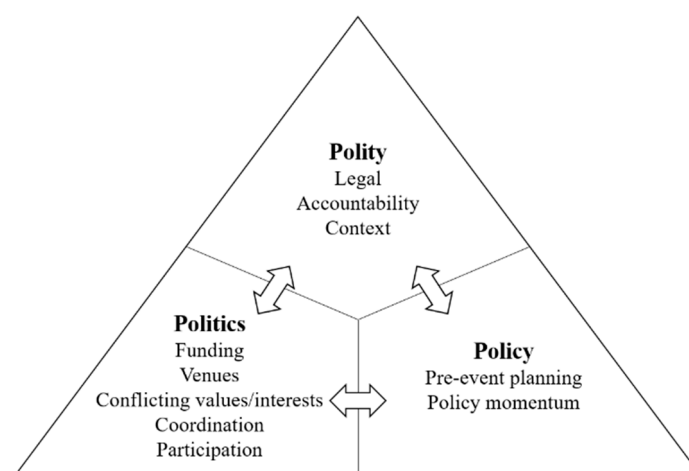 Polity
Legal
Accountability
Context
Politics
Funding
Venues
Conflicting values/interests
Coordination
Participation
Policy
Pre-event planning
Policy momentum